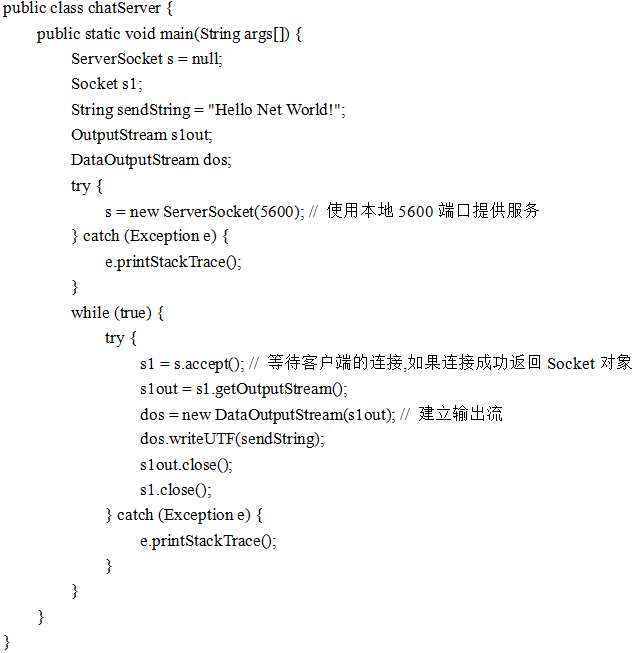 public class chatServer {
public static void main(String args[]) {
ServerSocket s = null;
Socket s1;
String sendString = "Hello Net World!";
OutputStream s1out;
DataOutputStream dos;
try {
s = new ServerSocket(5600); // 使用本地 5600 端口提供服务
} catch (Exception e) {
e.printStackTrace();
}
while (true) {
try {
s1 = s.accept(); // 等待客户端的连接,如果连接成功返回 Socket 对象
s1out = s1.getOutputStream();
dos = new DataOutputStream(s1out); // 建立输出流
dos.writeUTF(sendString);
s1out.close();
s1.close();
} catch (Exception e) {
e.printStackTrace();
}
}
}
}